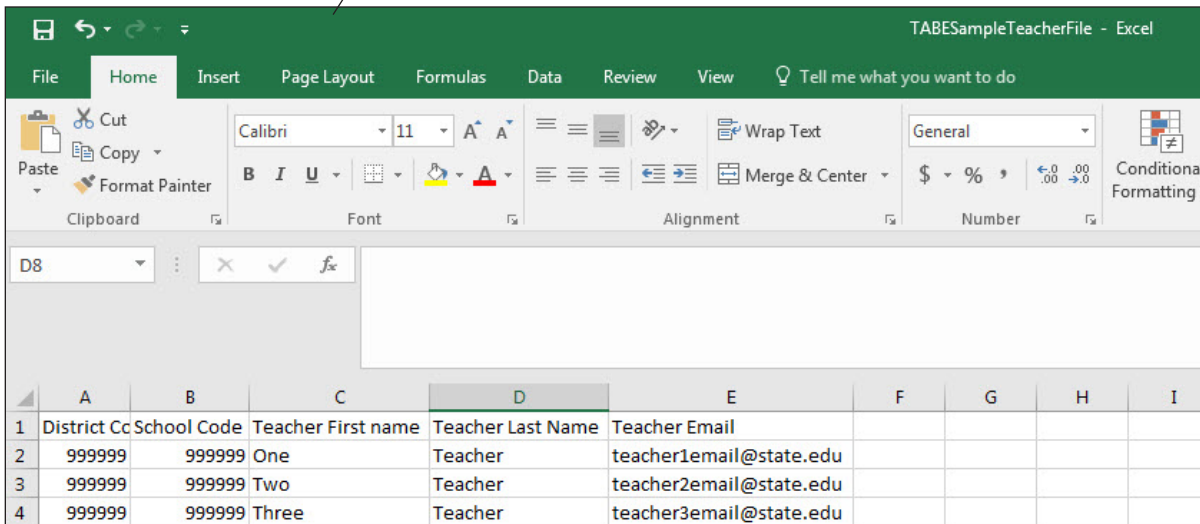 TABESampleTeacherFile - Excel
File Home Insert Page Layout Formulas Data Review View Tell me what you want to do
Cut
Copy
Paste
Format Painter
Clipboard
Calibri 11
B I U
Font
Wrap Text
Merge & Center
Alignment
General
$ % ,
Number
Conditiona
Formatting
D8 fx
A B C D E F G H I
1 District Co School Code Teacher First name Teacher Last Name Teacher Email
2 999999 999999 One Teacher teacher1email@state.edu
3 999999 999999 Two Teacher teacher2email@state.edu
4 999999 999999 Three Teacher teacher3email@state.edu